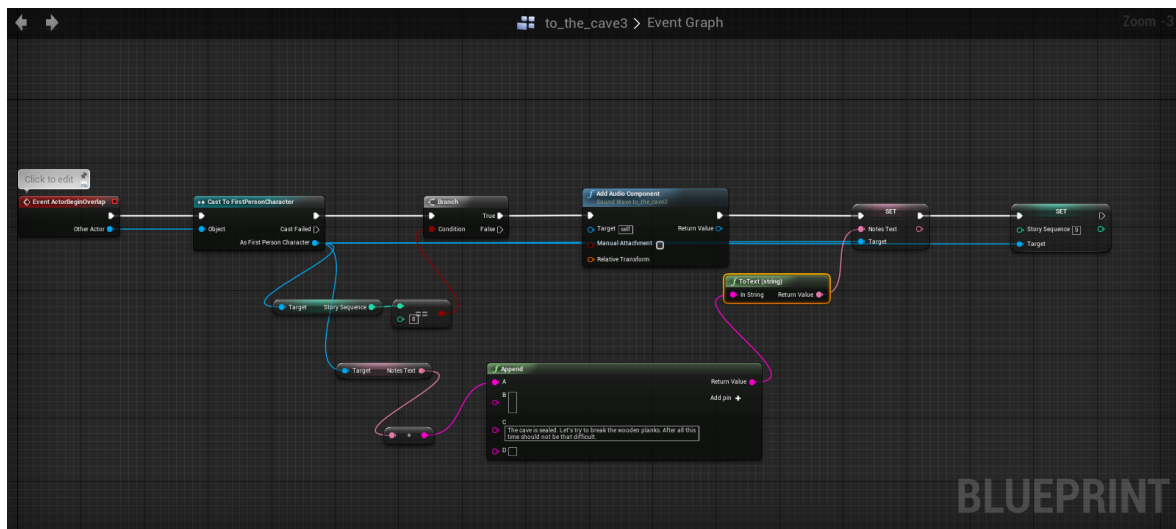 to_the_cave3 > Event Graph
Zoom -3
Click to edit
Event ActorBeginOverlap
Other Actor
Cast To FirstPersonCharacter
Object
Cast Failed
As First Person Character
Branch
True
Condition
False
Add Audio Component
Sound Wave to_the_cave3
Target self
Return Value
Manual Attachment
Relative Transform
SET
Notes Text
Target
SET
Story Sequence 9
Target
ToText (string)
In String
Return Value
Target
Story Sequence
==
8
Target
Notes Text
Append
A
Return Value
B
Add pin +
C
The cave is sealed. Let's try to break the wooden planks. After all this
time should not be that difficult.
D
BLUEPRINT